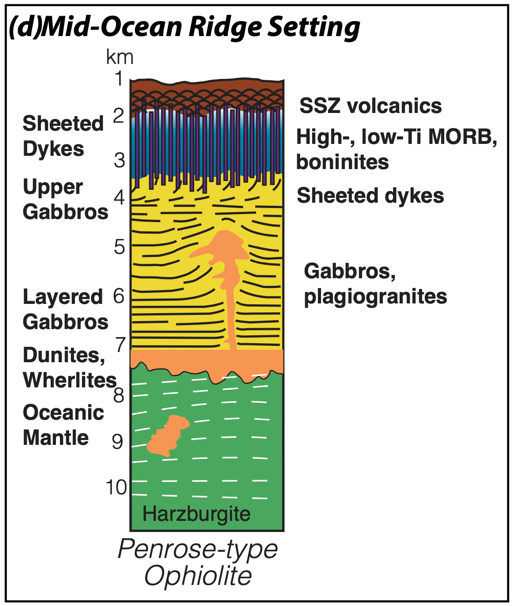 (d)Mid-Ocean Ridge Setting
km
1
2
3
4
5
6
7
8
9
10
Sheeted
Dykes
Upper
Gabbros
Layered
Gabbros
Dunites,
Wherlites
Oceanic
Mantle
SSZ volcanics
High-, low-Ti MORB,
boninites
Sheeted dykes
Gabbros,
plagiogranites
Harzburgite
Penrose-type
Ophiolite